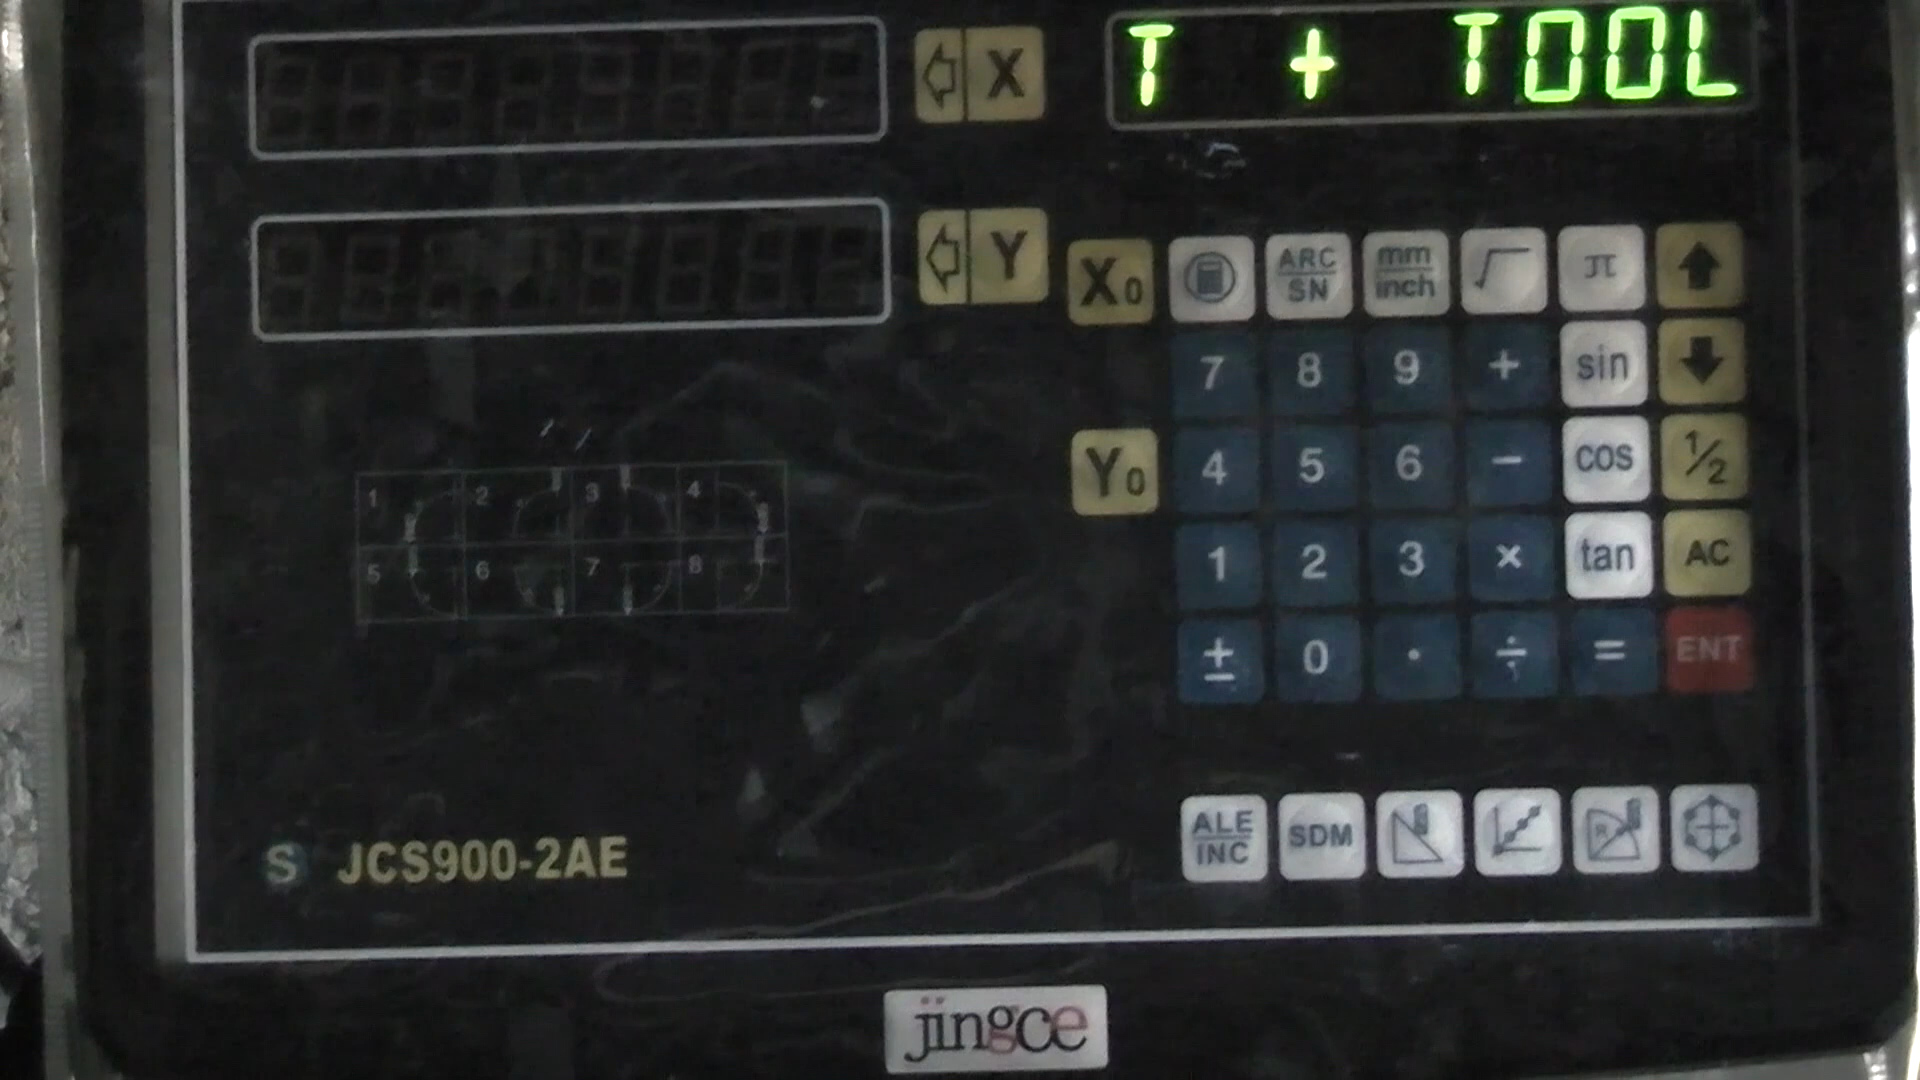 T + TOOL
X
Y
X0 ARC SN mm inch √ π
7 8 9 + sin
Y0 4 5 6 − cos ½
1 2 3 × tan AC
± 0 · ÷ = ENT
1 2 3 4
5 6 7 8
ALE INC SDM R
S JCS900-2AE
jingce